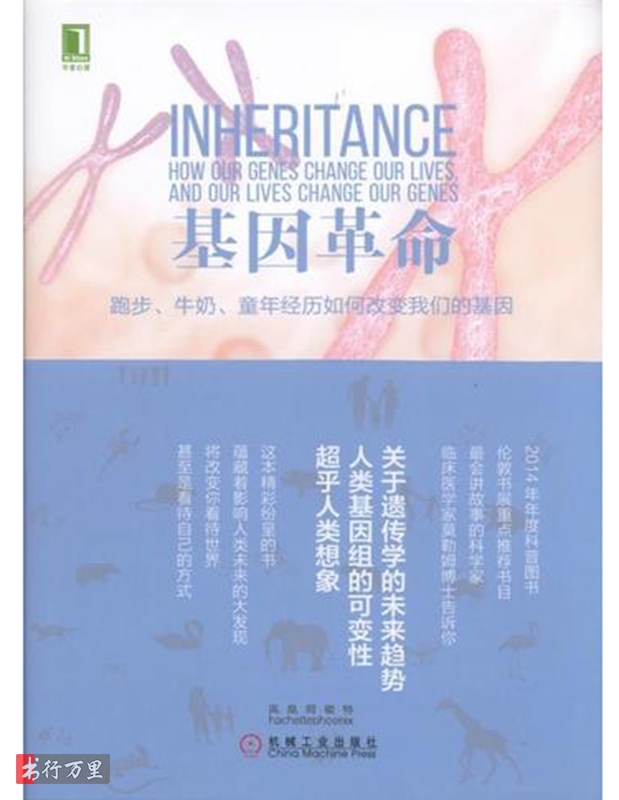 华章心理
INHERITANCE
HOW OUR GENES CHANGE OUR LIVES,
AND OUR LIVES CHANGE OUR GENES
基因革命
跑步、牛奶、童年经历如何改变我们的基因
2014年年度科普图书
伦敦书展重点推荐书目
最会讲故事的科学家
临床医学家莫勒姆博士告诉你
关于遗传学的未来趋势
人类基因组的可变性
超乎人类想象
这本精彩纷呈的书
蕴藏着影响人类未来的大发现
将改变你看待世界
甚至是看待自己的方式
凤凰阿歇特
hachettephoenix
机械工业出版社
China Machine Press
书行万里